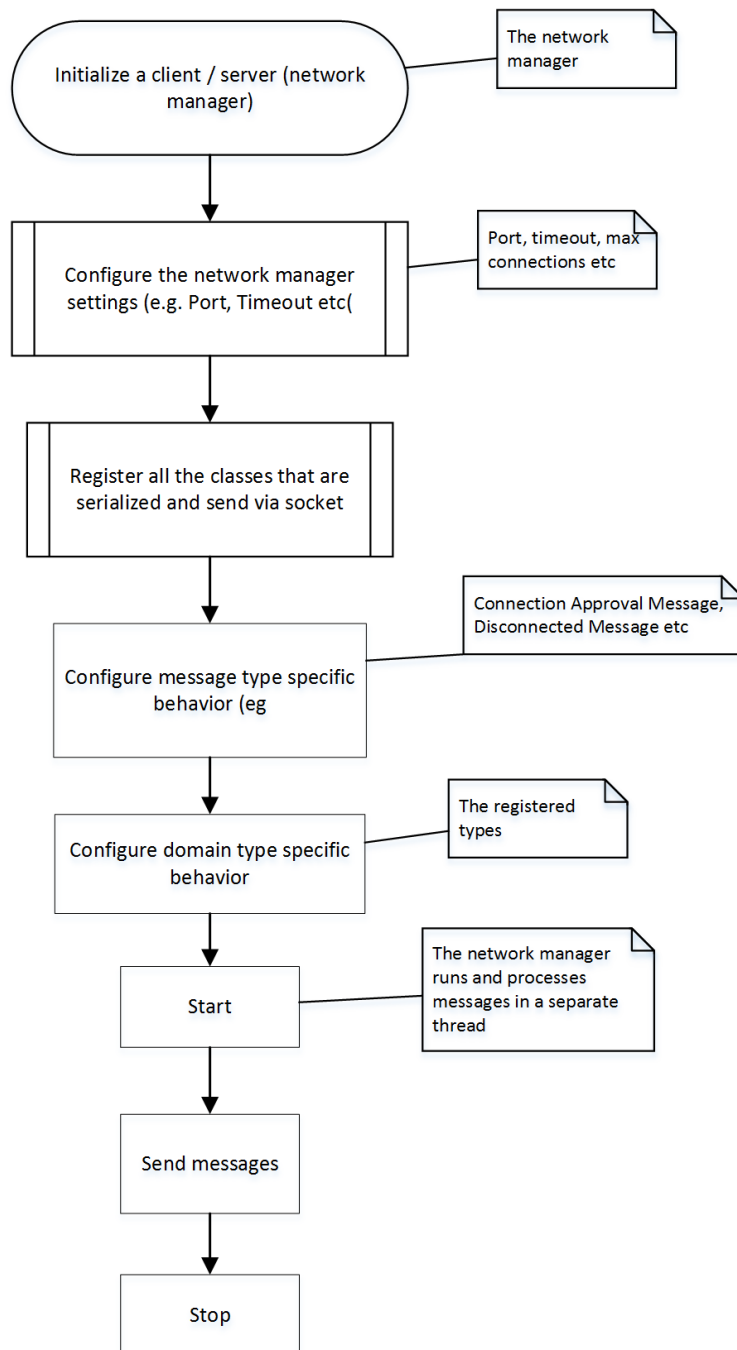 Initialize a client / server (network
manager)
The network
manager
Configure the network manager
settings (e.g. Port, Timeout etc(
Port, timeout, max
connections etc
Register all the classes that are
serialized and send via socket
Connection Approval Message,
Disconnected Message etc
Configure message type specific
behavior (eg
The registered
types
Configure domain type specific
behavior
The network manager
runs and processes
messages in a separate
thread
Start
Send messages
Stop